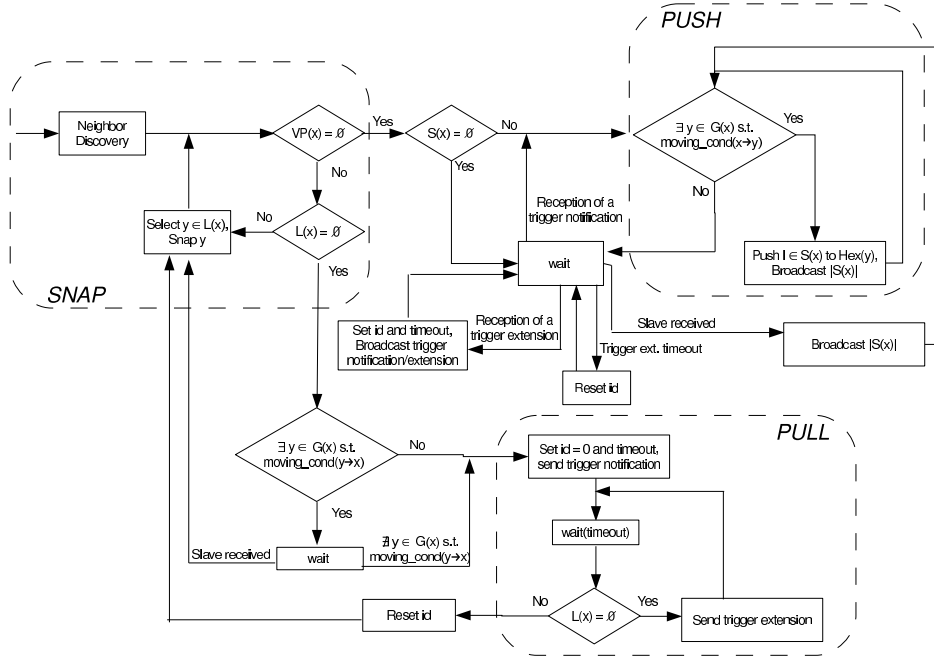 PUSH
Neighbor
Discovery
VP(x) = ∅
Yes
S(x) = ∅
No
∃ y ∈ G(x) s.t.
moving_cond(x→y)
Yes
No
Yes
No
Select y ∈ L(x),
Snap y
No
L(x) = ∅
Yes
Reception of a
trigger notification
wait
Push l ∈ S(x) to Hex(y),
Broadcast |S(x)|
SNAP
Set id and timeout,
Broadcast trigger
notification/extension
Reception of a
trigger extension
Slave received
Trigger ext. timeout
Broadcast |S(x)|
Reset id
∃ y ∈ G(x) s.t.
moving_cond(y→x)
No
Yes
PULL
Set id = 0 and timeout,
send trigger notification
Slave received
wait
∄ y ∈ G(x) s.t.
moving_cond(y→x)
wait(timeout)
Reset id
No
L(x) = ∅
Yes
Send trigger extension